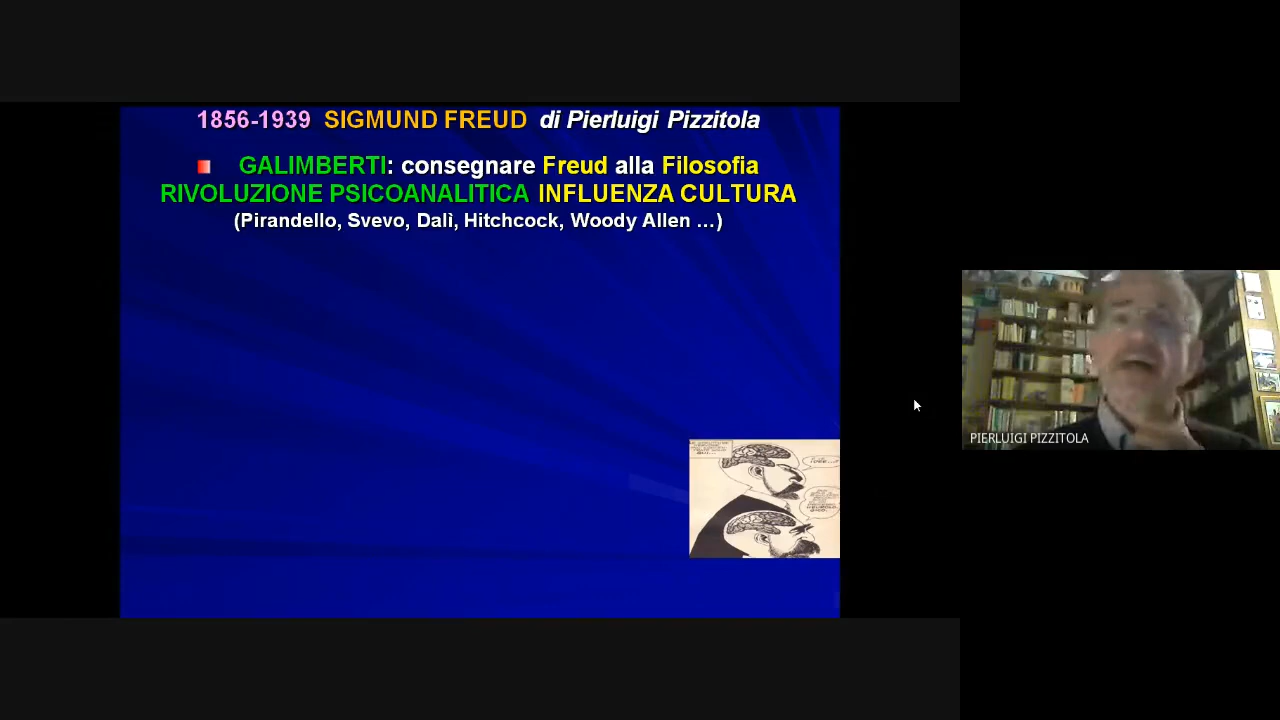 1856-1939 SIGMUND FREUD di Pierluigi Pizzitola
GALIMBERTI: consegnare Freud alla Filosofia
RIVOLUZIONE PSICOANALITICA INFLUENZA CULTURA
(Pirandello, Svevo, Dalì, Hitchcock, Woody Allen ...)
PIERLUIGI PIZZITOLA